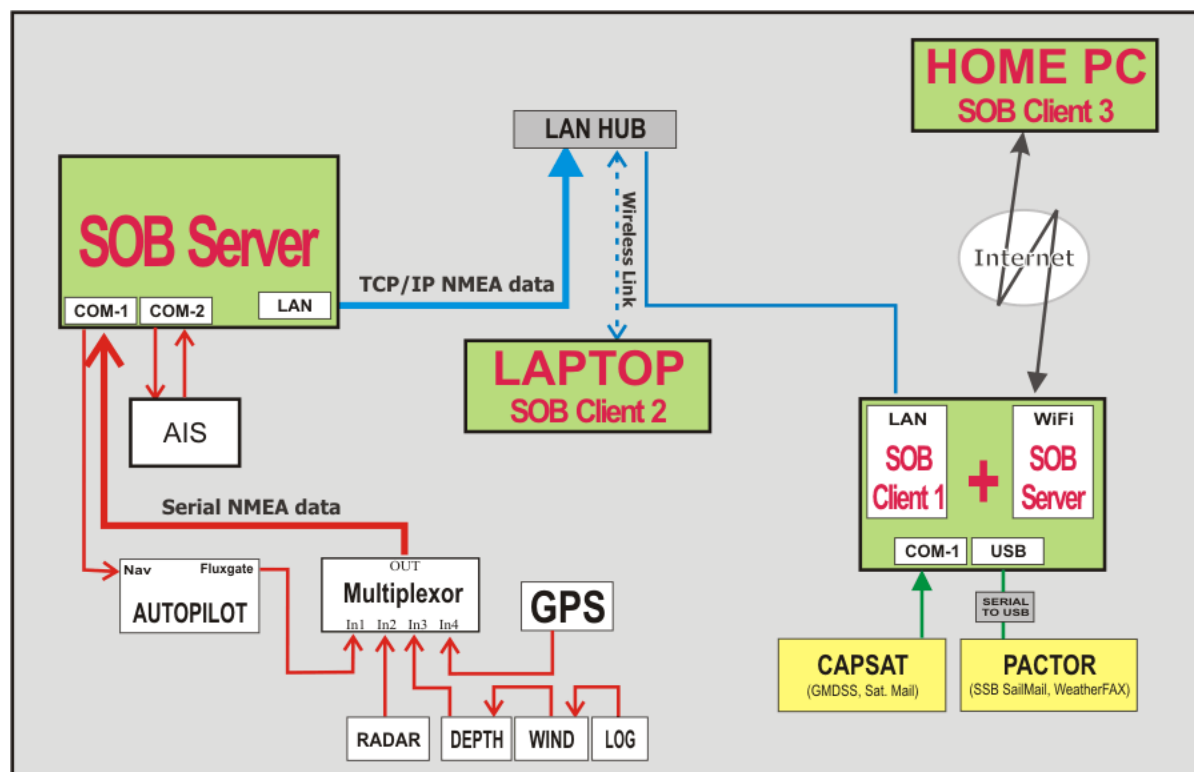 HOME PC
SOB Client 3
LAN HUB
SOB Server
Wireless Link
Internet
TCP/IP NMEA data
COM-1
COM-2
LAN
LAPTOP
SOB Client 2
AIS
LAN
WiFi
SOB
Client 1
+
SOB
Server
Serial NMEA data
COM-1
USB
Nav
Fluxgate
AUTOPILOT
OUT
Multiplexor
In1
In2
In3
In4
GPS
SERIAL
TO USB
CAPSAT
(GMDSS, Sat. Mail)
PACTOR
(SSB SailMail, WeatherFAX)
RADAR
DEPTH
WIND
LOG